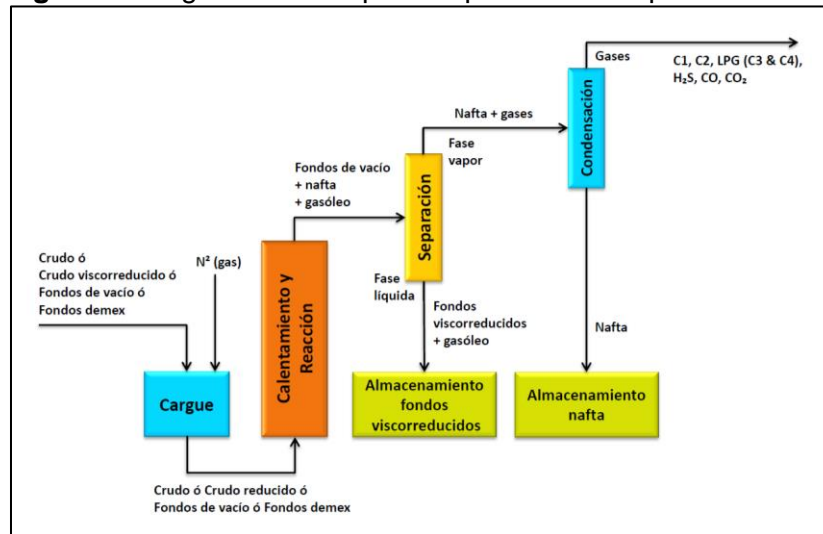 Gases
C1, C2, LPG (C3 & C4),
H₂S, CO, CO₂
Condensación
Nafta + gases
Fase
vapor
Fondos de vacío
+ nafta
+ gasóleo
Separación
Crudo ó
Crudo viscorreducido ó
Fondos de vacío ó
Fondos demex
N² (gas)
Calentamiento y
Reacción
Fase
líquida
Fondos
viscorreducidos
+ gasóleo
Nafta
Cargue
Almacenamiento
fondos
viscorreducidos
Almacenamiento
nafta
Crudo ó Crudo reducido ó
Fondos de vacío ó Fondos demex